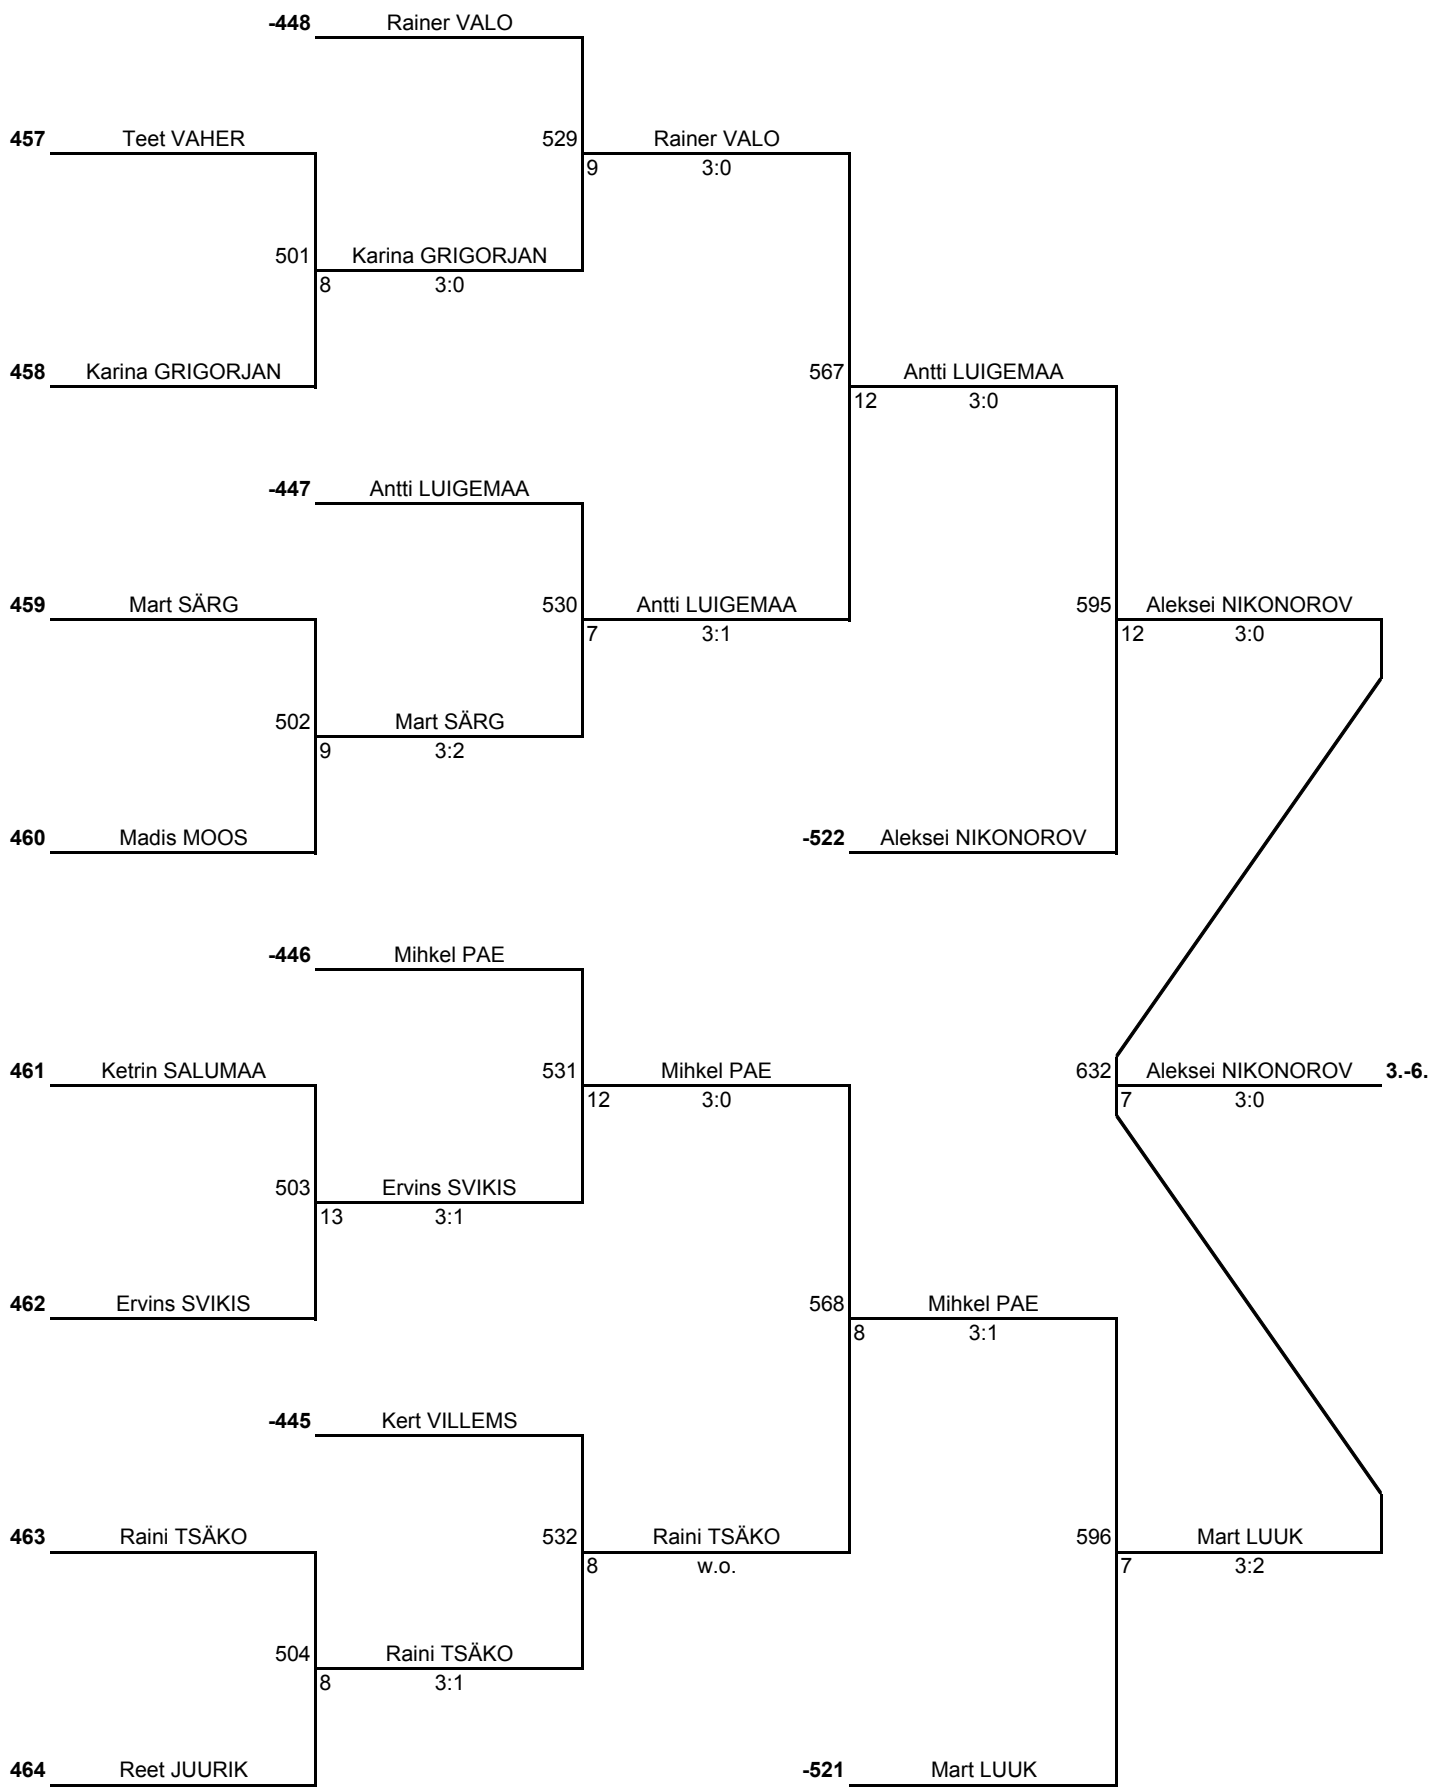 -448 Rainer VALO
457 Teet VAHER 529 Rainer VALO
9 3:0
501 Karina GRIGORJAN
8 3:0
458 Karina GRIGORJAN 567 Antti LUIGEMAA
12 3:0
-447 Antti LUIGEMAA
459 Mart SÄRG 530 Antti LUIGEMAA 595 Aleksei NIKONOROV
7 3:1 12 3:0
502 Mart SÄRG
9 3:2
460 Madis MOOS -522 Aleksei NIKONOROV
-446 Mihkel PAE
461 Ketrin SALUMAA 531 Mihkel PAE 632 Aleksei NIKONOROV 3.-6.
12 3:0 7 3:0
503 Ervins SVIKIS
13 3:1
462 Ervins SVIKIS 568 Mihkel PAE
8 3:1
-445 Kert VILLEMS
463 Raini TSÄKO 532 Raini TSÄKO 596 Mart LUUK
8 w.o. 7 3:2
504 Raini TSÄKO
8 3:1
464 Reet JUURIK -521 Mart LUUK